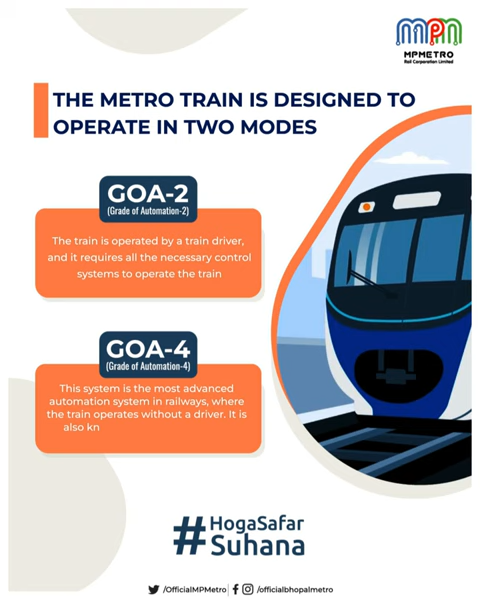 MPMETRO
Rail Corporation Limited
THE METRO TRAIN IS DESIGNED TO
OPERATE IN TWO MODES
GOA-2
(Grade of Automation-2)
The train is operated by a train driver,
and it requires all the necessary control
systems to operate the train
GOA-4
(Grade of Automation-4)
This system is the most advanced
automation system in railways, where
the train operates without a driver. It is
also kn
#HogaSafar
Suhana
/OfficialMPMetro /officialbhopalmetro